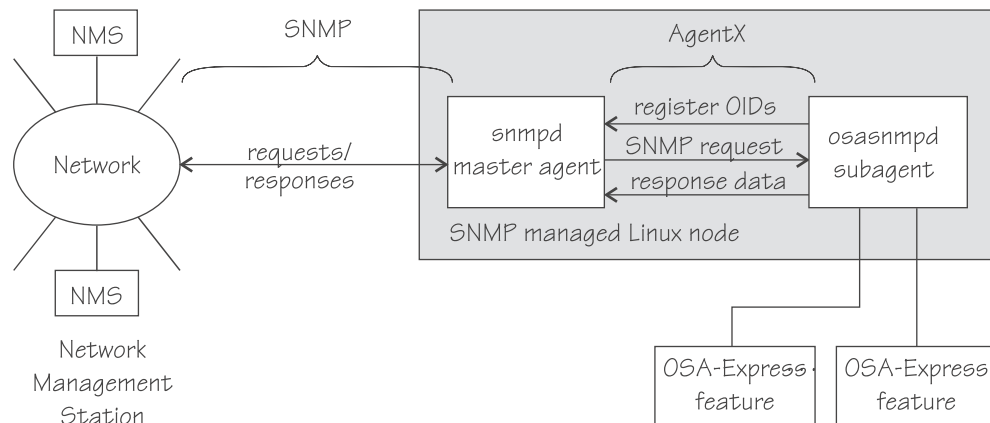 NMS
SNMP
AgentX
Network
requests/
responses
snmpd
master agent
register OIDs
SNMP request
response data
osasnmpd
subagent
SNMP managed Linux node
NMS
Network
Management
Station
OSA-Express
feature
OSA-Express
feature